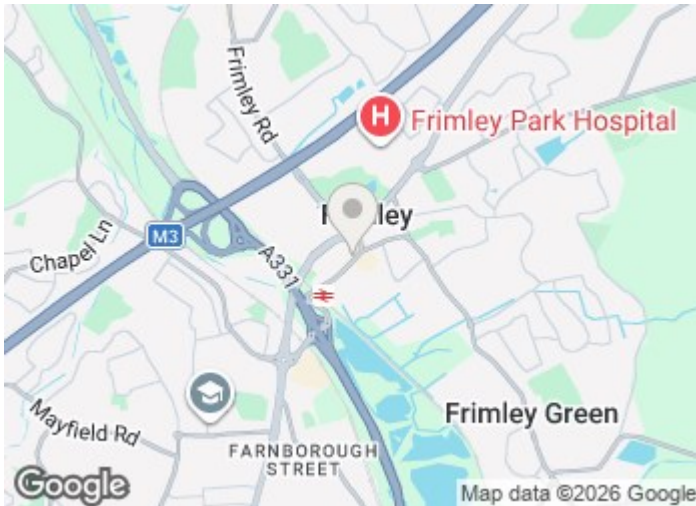 Frimley Rd
H
Frimley Park Hospital
M3
Chapel Ln
A331
Frimley Green
Mayfield Rd
FARNBOROUGH
STREET
Google
Map data ©2026 Google